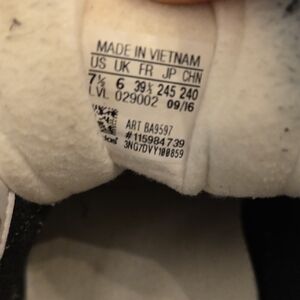 MADE IN VIETNAM
US UK FR JP CHN
7½ 6 39⅓ 245 240
LVL 029002 09/16
ART BA9597
#115984739
3NG7DVY100859